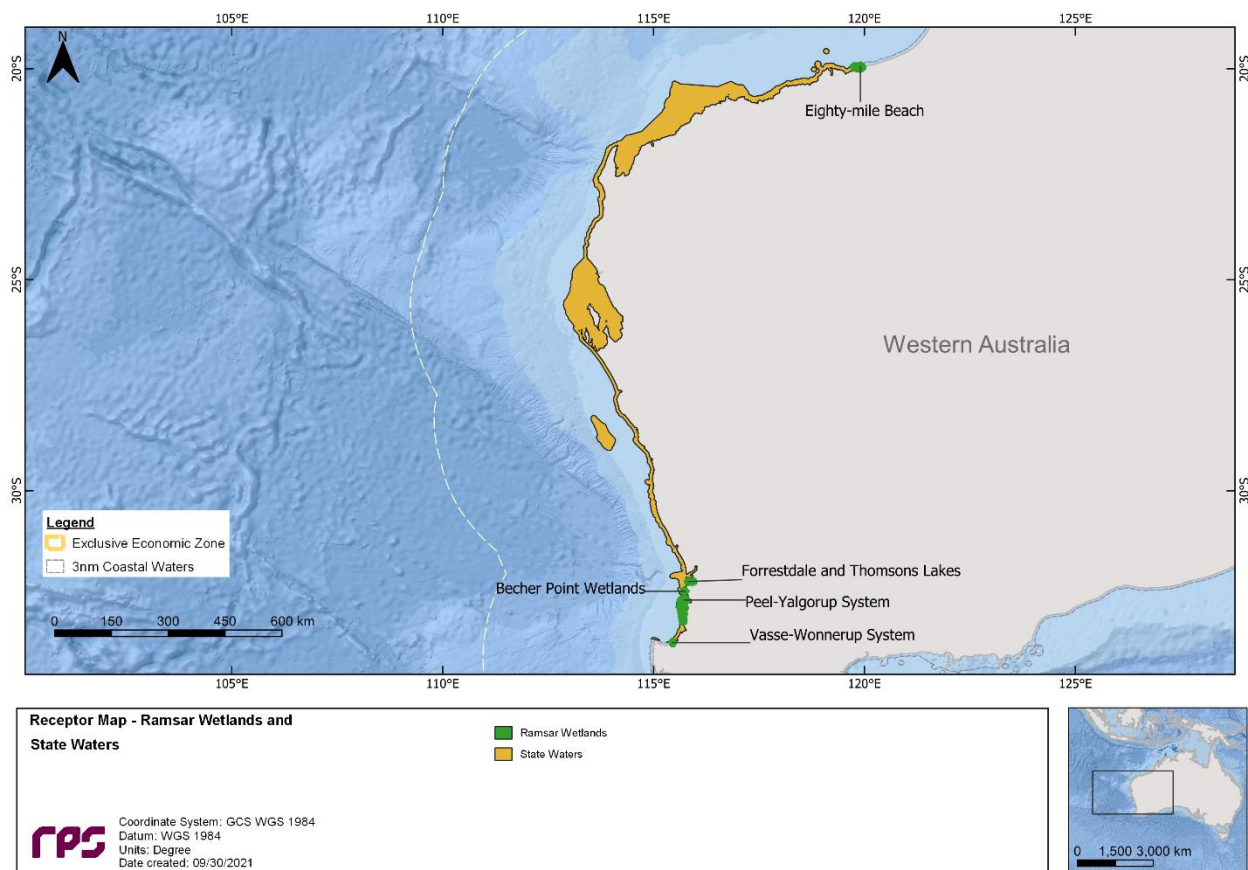 105°E
110°E
115°E
120°E
125°E
N
20°S
20°S
Eighty-mile Beach
25°S
25°S
Western Australia
30°S
30°S
Legend
Exclusive Economic Zone
3nm Coastal Waters
Forrestdale and Thomsons Lakes
Becher Point Wetlands
Peel-Yalgorup System
Vasse-Wonnerup System
0 150 300 450 600 km
105°E
110°E
115°E
120°E
125°E
Receptor Map - Ramsar Wetlands and
State Waters
Ramsar Wetlands
State Waters
rps
Coordinate System: GCS WGS 1984
Datum: WGS 1984
Units: Degree
Date created: 09/30/2021
0 1,500 3,000 km